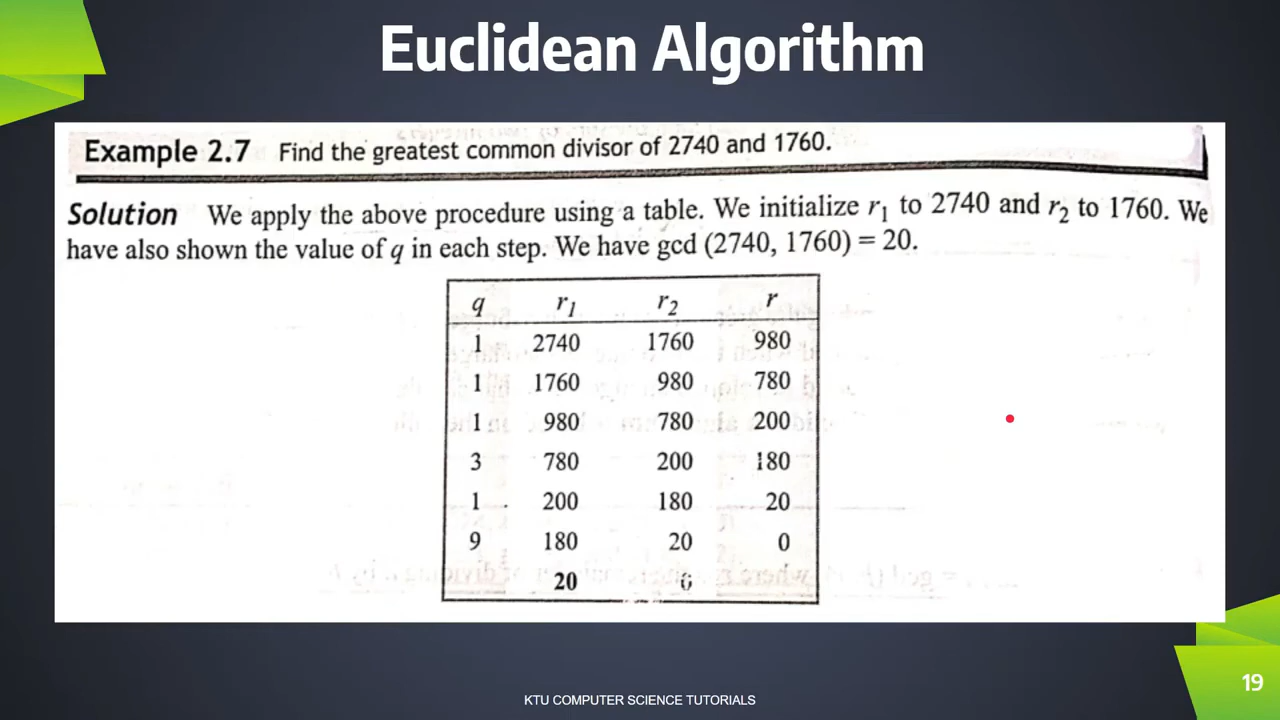 Euclidean Algorithm
Example 2.7 Find the greatest common divisor of 2740 and 1760.
Solution We apply the above procedure using a table. We initialize r1 to 2740 and r2 to 1760. We
have also shown the value of q in each step. We have gcd (2740, 1760) = 20.
q r1 r2 r
1 2740 1760 980
1 1760 980 780
1 980 780 200
3 780 200 180
1 200 180 20
9 180 20 0
20 0
KTU COMPUTER SCIENCE TUTORIALS
19